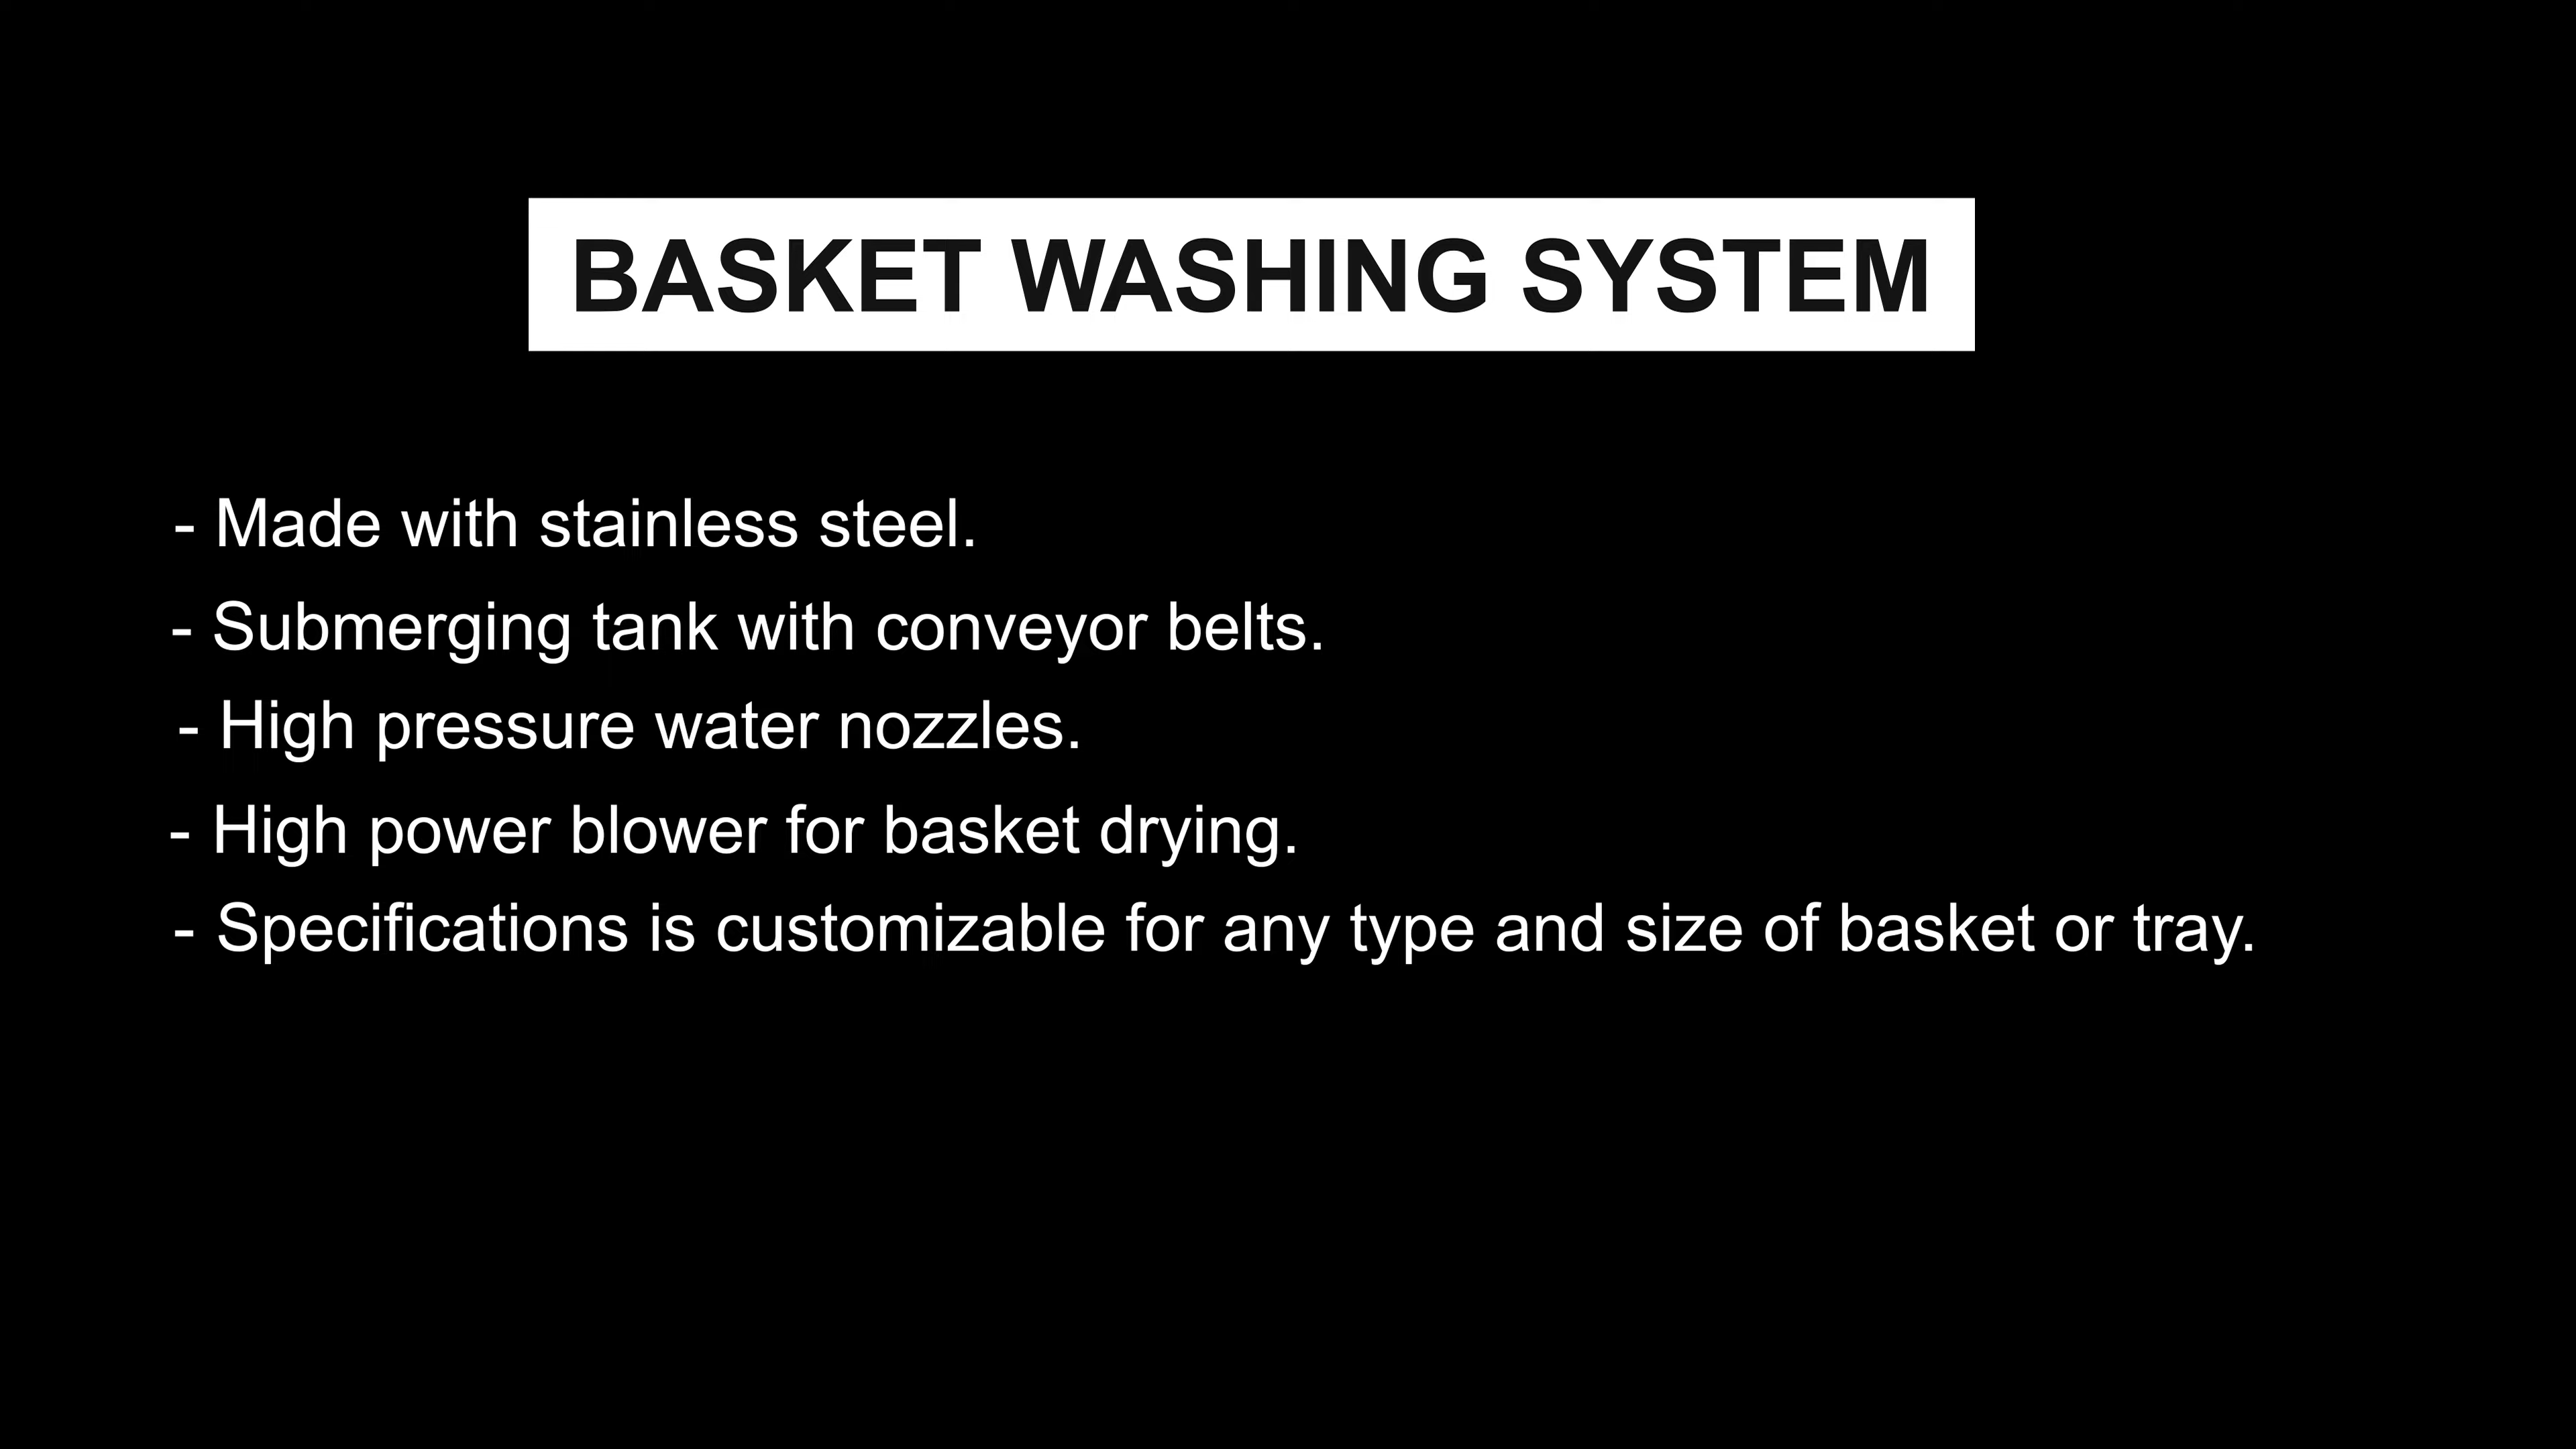 BASKET WASHING SYSTEM
- Made with stainless steel.
- Submerging tank with conveyor belts.
- High pressure water nozzles.
- High power blower for basket drying.
- Specifications is customizable for any type and size of basket or tray.